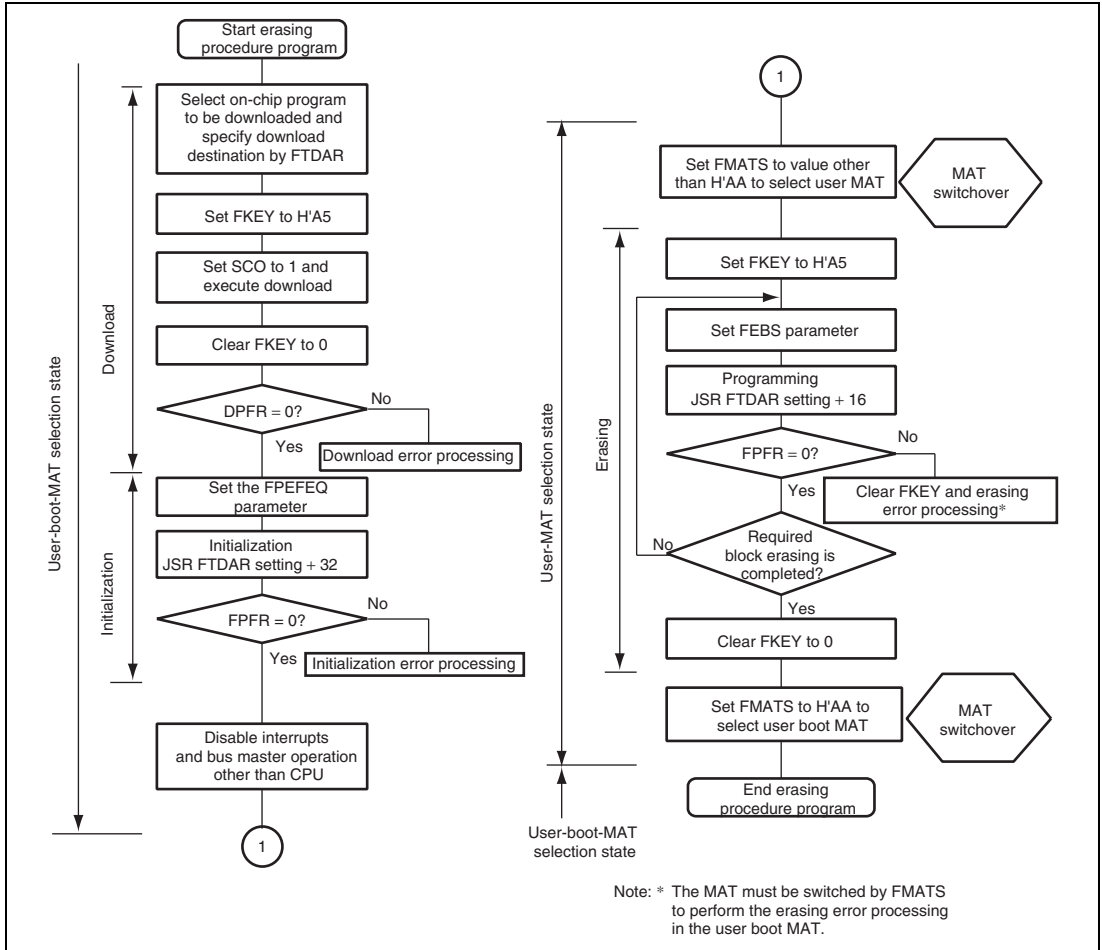 Start erasing
procedure program
Select on-chip program
to be downloaded and
specify download
destination by FTDAR
Set FKEY to H'A5
Set SCO to 1 and
execute download
Clear FKEY to 0
DPFR = 0?
No
Yes
Download error processing
Set the FPEFEQ
parameter
Initialization
JSR FTDAR setting + 32
FPFR = 0?
No
Yes
Initialization error processing
Disable interrupts
and bus master operation
other than CPU
1
User-boot-MAT selection state
Download
Initialization
1
Set FMATS to value other
than H'AA to select user MAT
MAT
switchover
Set FKEY to H'A5
Set FEBS parameter
Programming
JSR FTDAR setting + 16
FPFR = 0?
No
Yes
Clear FKEY and erasing
error processing*
Required
block erasing is
completed?
No
Yes
Clear FKEY to 0
Set FMATS to H'AA to
select user boot MAT
MAT
switchover
End erasing
procedure program
User-MAT selection state
Erasing
User-boot-MAT
selection state
Note: * The MAT must be switched by FMATS
to perform the erasing error processing
in the user boot MAT.